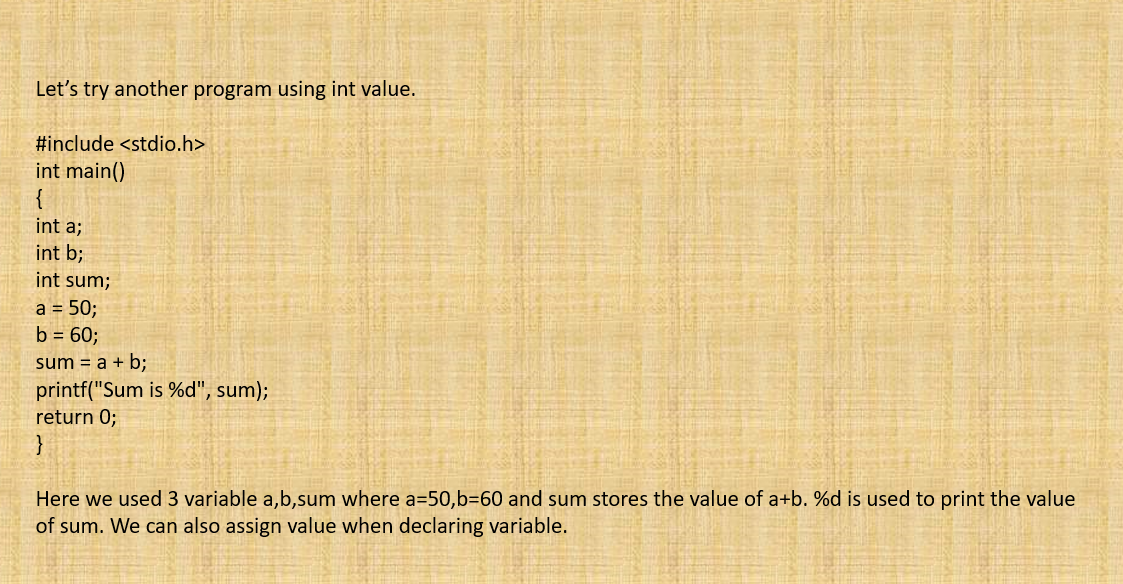 Let’s try another program using int value.
#include <stdio.h>
int main()
{
int a;
int b;
int sum;
a = 50;
b = 60;
sum = a + b;
printf("Sum is %d", sum);
return 0;
}
Here we used 3 variable a,b,sum where a=50,b=60 and sum stores the value of a+b. %d is used to print the value
of sum. We can also assign value when declaring variable.